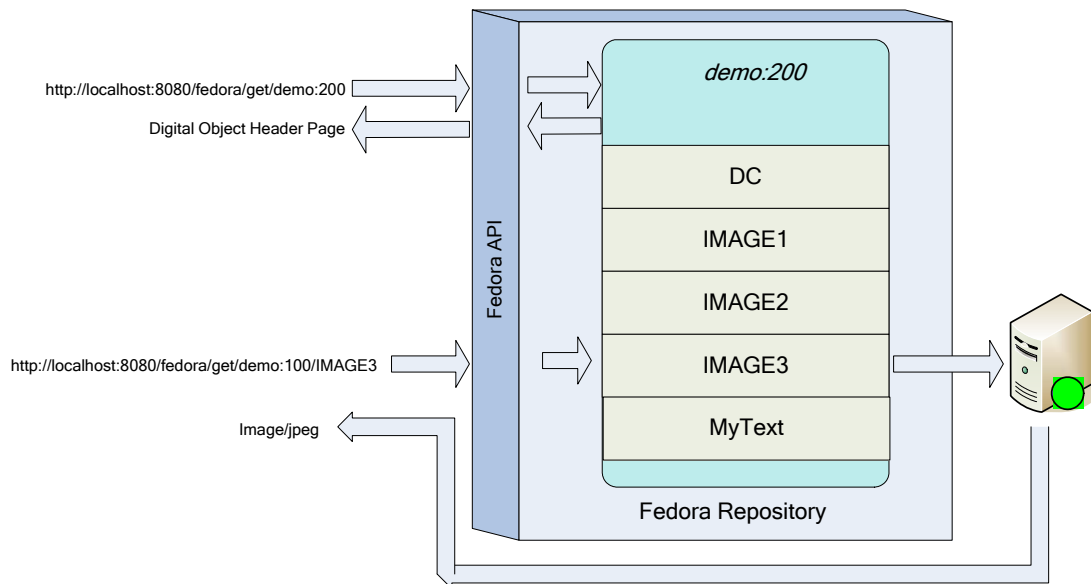 demo:200
http://localhost:8080/fedora/get/demo:200
Digital Object Header Page
DC
IMAGE1
Fedora API
IMAGE2
http://localhost:8080/fedora/get/demo:100/IMAGE3
IMAGE3
Image/jpeg
MyText
Fedora Repository